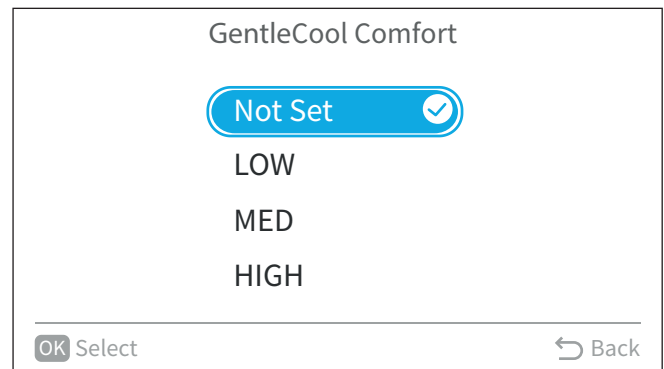 GentleCool Comfort
Not Set
LOW
MED
HIGH
OK Select
Back